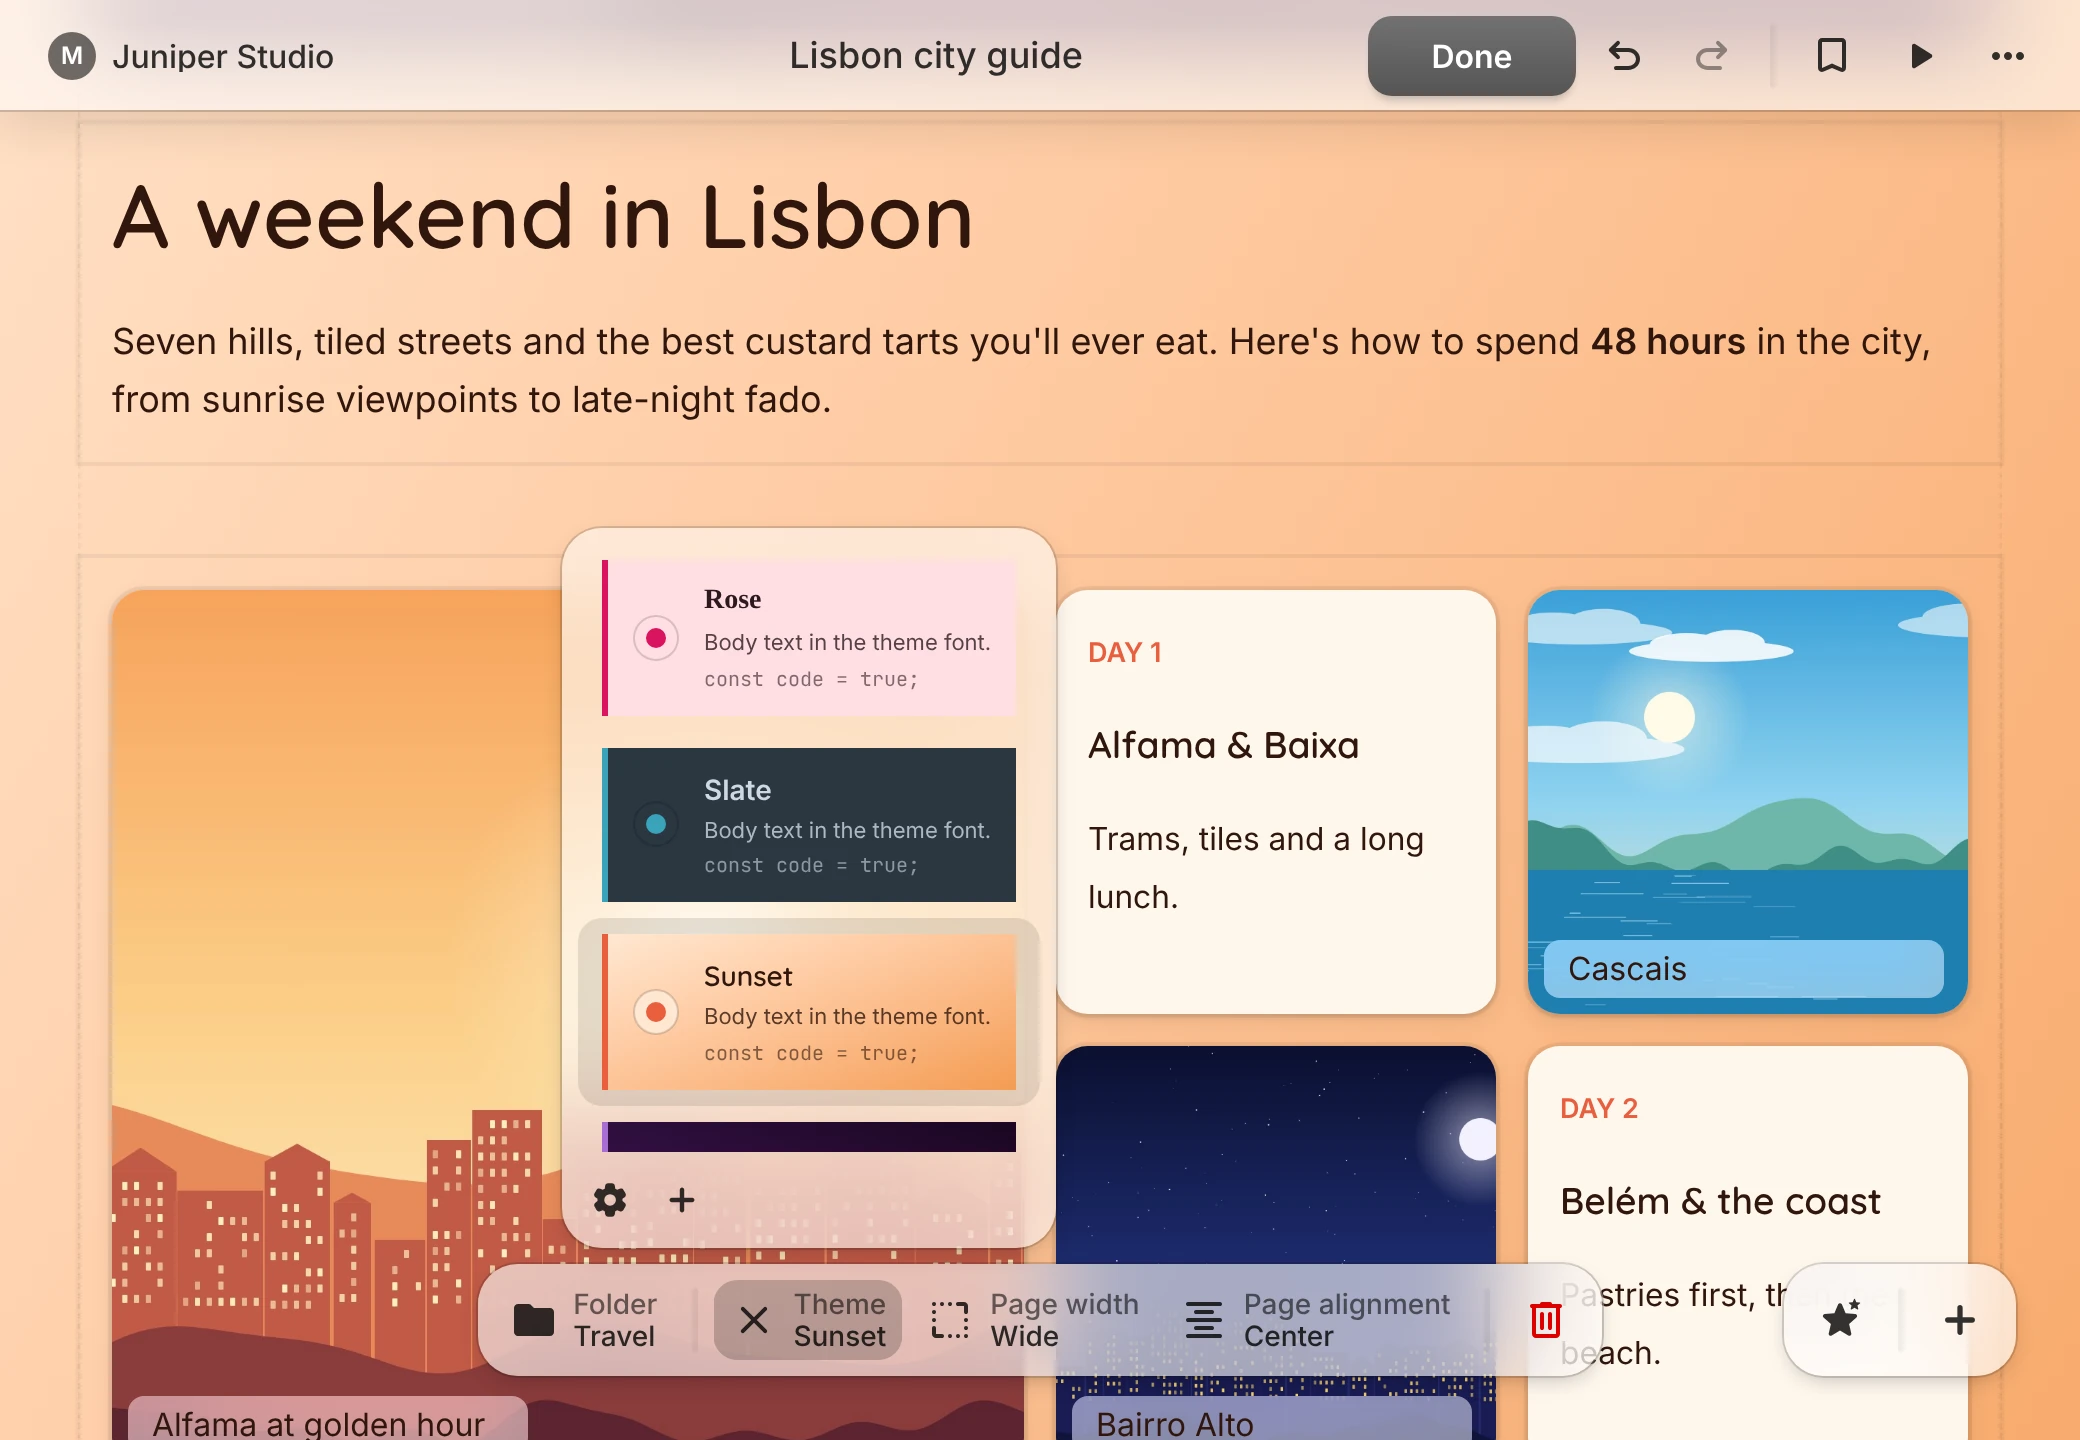 M Juniper Studio
Lisbon city guide
Done
A weekend in Lisbon
Seven hills, tiled streets and the best custard tarts you'll ever eat. Here's how to spend 48 hours in the city,
from sunrise viewpoints to late-night fado.
Rose
Body text in the theme font.
const code = true;
Slate
Body text in the theme font.
const code = true;
Sunset
Body text in the theme font.
const code = true;
DAY 1
Alfama & Baixa
Trams, tiles and a long
lunch.
Cascais
DAY 2
Belém & the coast
Pastries first,
beach.
Folder
Travel
Theme
Sunset
Page width
Wide
Page alignment
Center
Alfama at golden hour
Bairro Alto